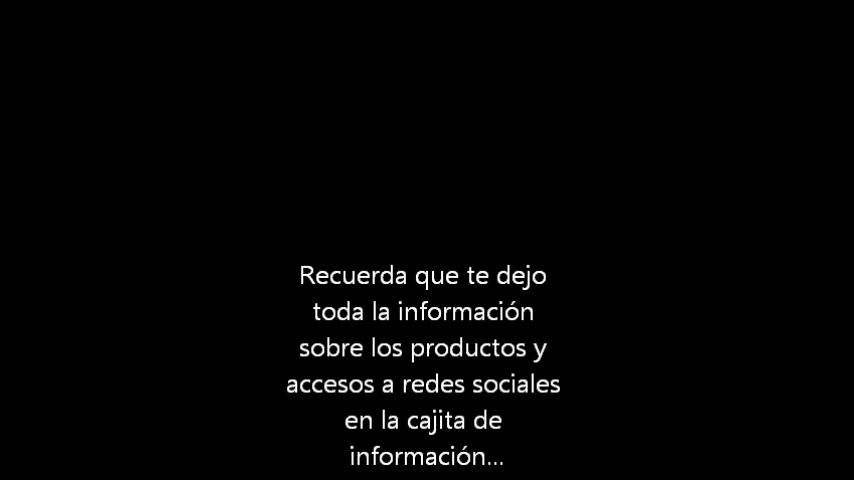 Recuerda que te dejo
toda la información
sobre los productos y
accesos a redes sociales
en la cajita de
información...